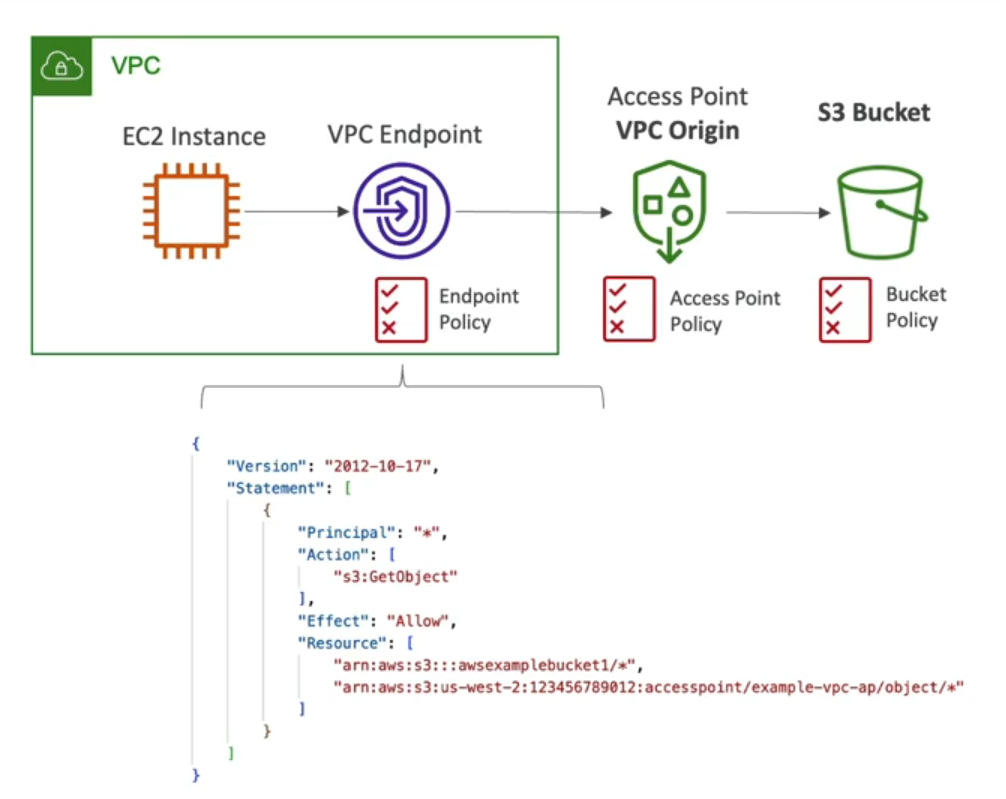 VPC
EC2 Instance
VPC Endpoint
Access Point
VPC Origin
S3 Bucket
Endpoint
Policy
Access Point
Policy
Bucket
Policy
{
"Version": "2012-10-17",
"Statement": [
{
"Principal": "*",
"Action": [
"s3:GetObject"
],
"Effect": "Allow",
"Resource": [
"arn:aws:s3:::awsexamplebucket1/*",
"arn:aws:s3:us-west-2:123456789012:accesspoint/example-vpc-ap/object/*"
]
}
]
}